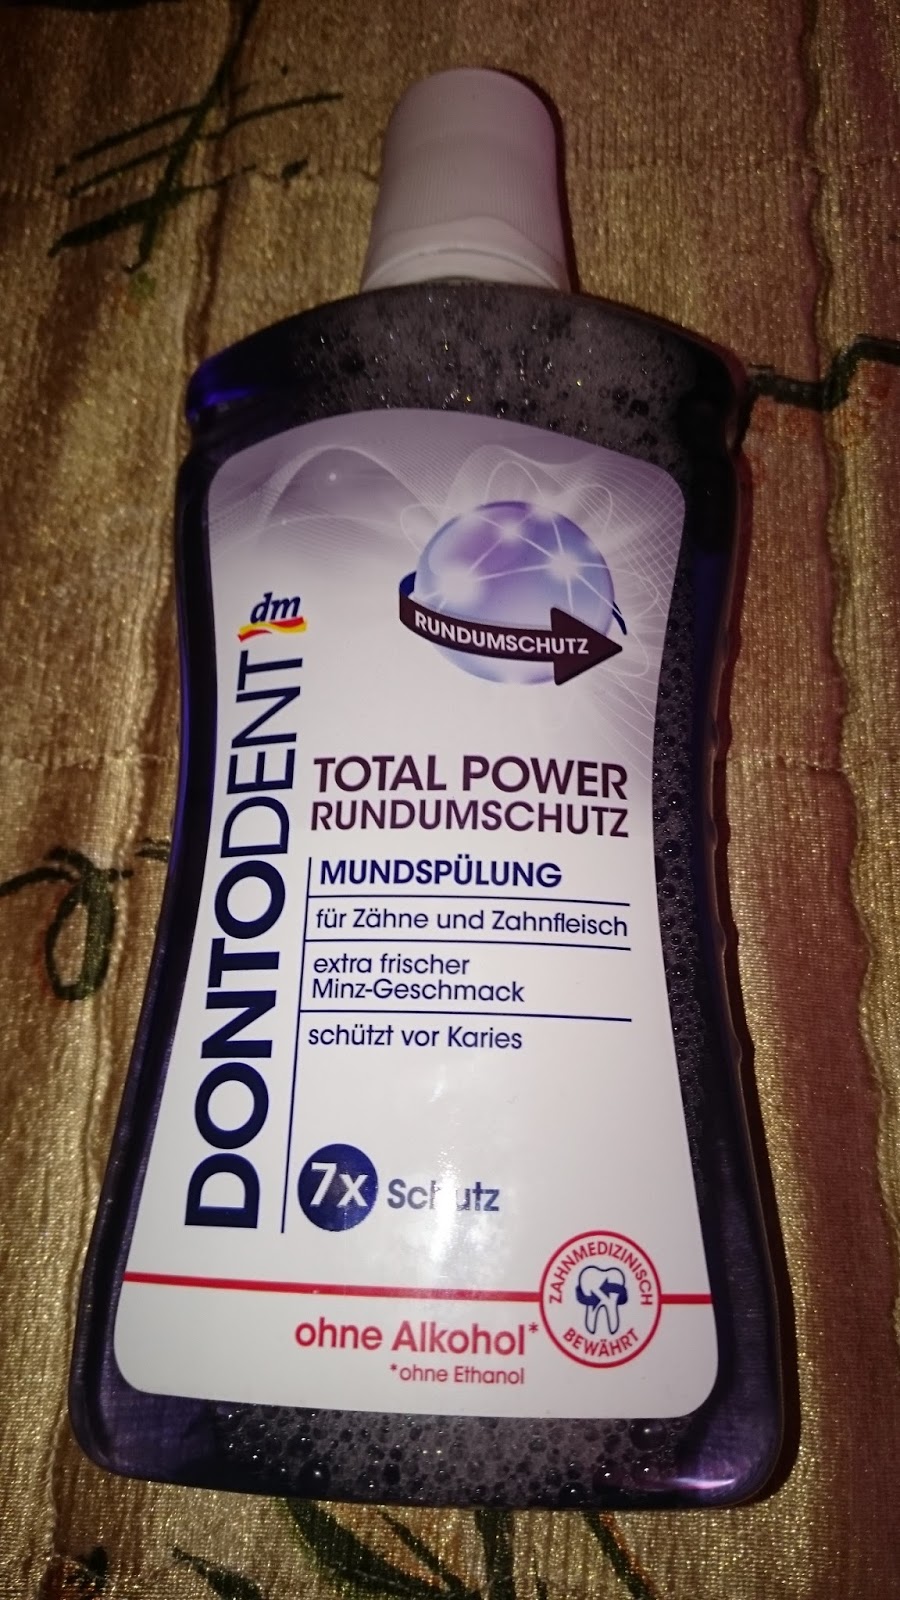 RUNDUMSCHUTZ
dm
DONTODENT
TOTAL POWER
RUNDUMSCHUTZ
MUNDSPÜLUNG
für Zähne und Zahnfleisch
extra frischer
Minz-Geschmack
schützt vor Karies
7x Schutz
ZAHNMEDIZINISCH
BEWÄHRT
ohne Alkohol*
*ohne Ethanol